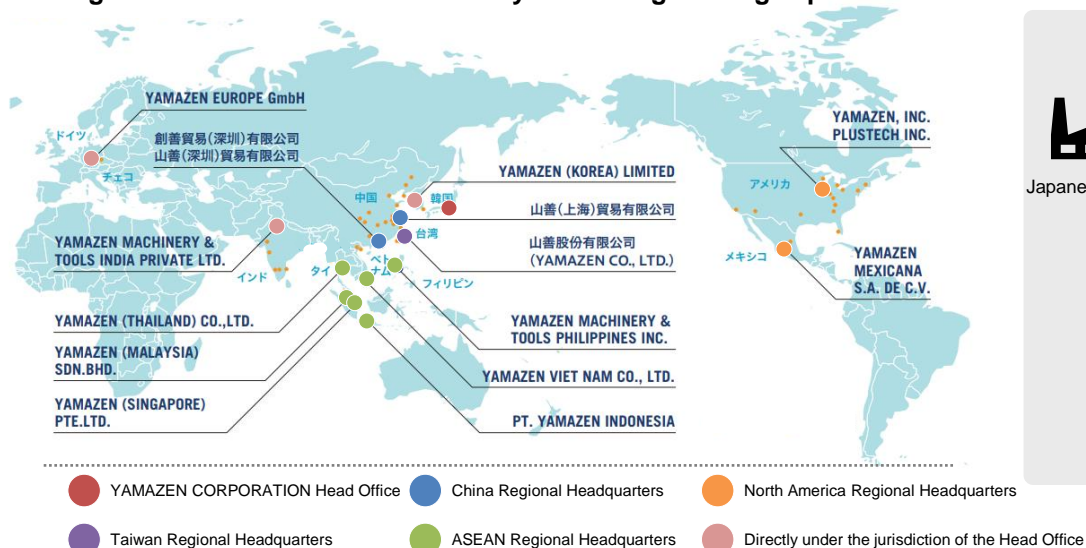 YAMAZEN EUROPE GmbH
ドイツ
チェコ
創善貿易(深圳)有限公司
山善(深圳)貿易有限公司
YAMAZEN, INC.
PLUSTECH INC.
Japane
YAMAZEN (KOREA) LIMITED
アメリカ
中国
韓国
山善(上海)貿易有限公司
台湾
山善股份有限公司
(YAMAZEN CO., LTD.)
YAMAZEN MACHINERY &
TOOLS INDIA PRIVATE LTD.
インド
タイ
ベト
ナム
フィリピン
メキシコ
YAMAZEN
MEXICANA
S.A. DE C.V.
YAMAZEN (THAILAND) CO.,LTD.
YAMAZEN MACHINERY &
TOOLS PHILIPPINES INC.
YAMAZEN (MALAYSIA)
SDN.BHD.
YAMAZEN VIET NAM CO., LTD.
YAMAZEN (SINGAPORE)
PTE.LTD.
PT. YAMAZEN INDONESIA
YAMAZEN CORPORATION Head Office
China Regional Headquarters
North America Regional Headquarters
Taiwan Regional Headquarters
ASEAN Regional Headquarters
Directly under the jurisdiction of the Head Office